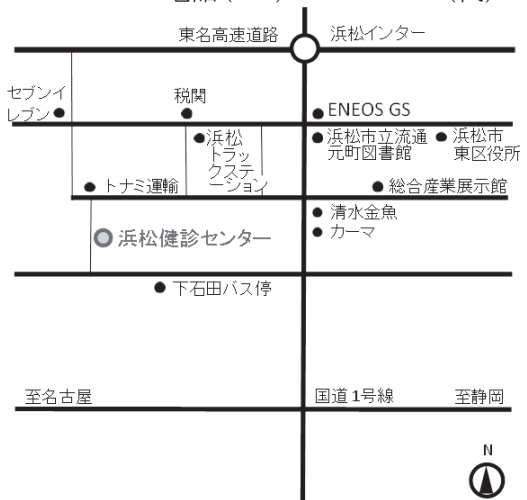 東名高速道路
浜松インター
セブンイ
レブン
税関
ENEOS GS
浜松
トラッ
クステ
ーション
浜松市立流通
元町図書館
浜松市
東区役所
トナミ運輸
総合産業展示館
清水金魚
カーマ
浜松健診センター
下石田バス停
至名古屋
国道1号線
至静岡
N